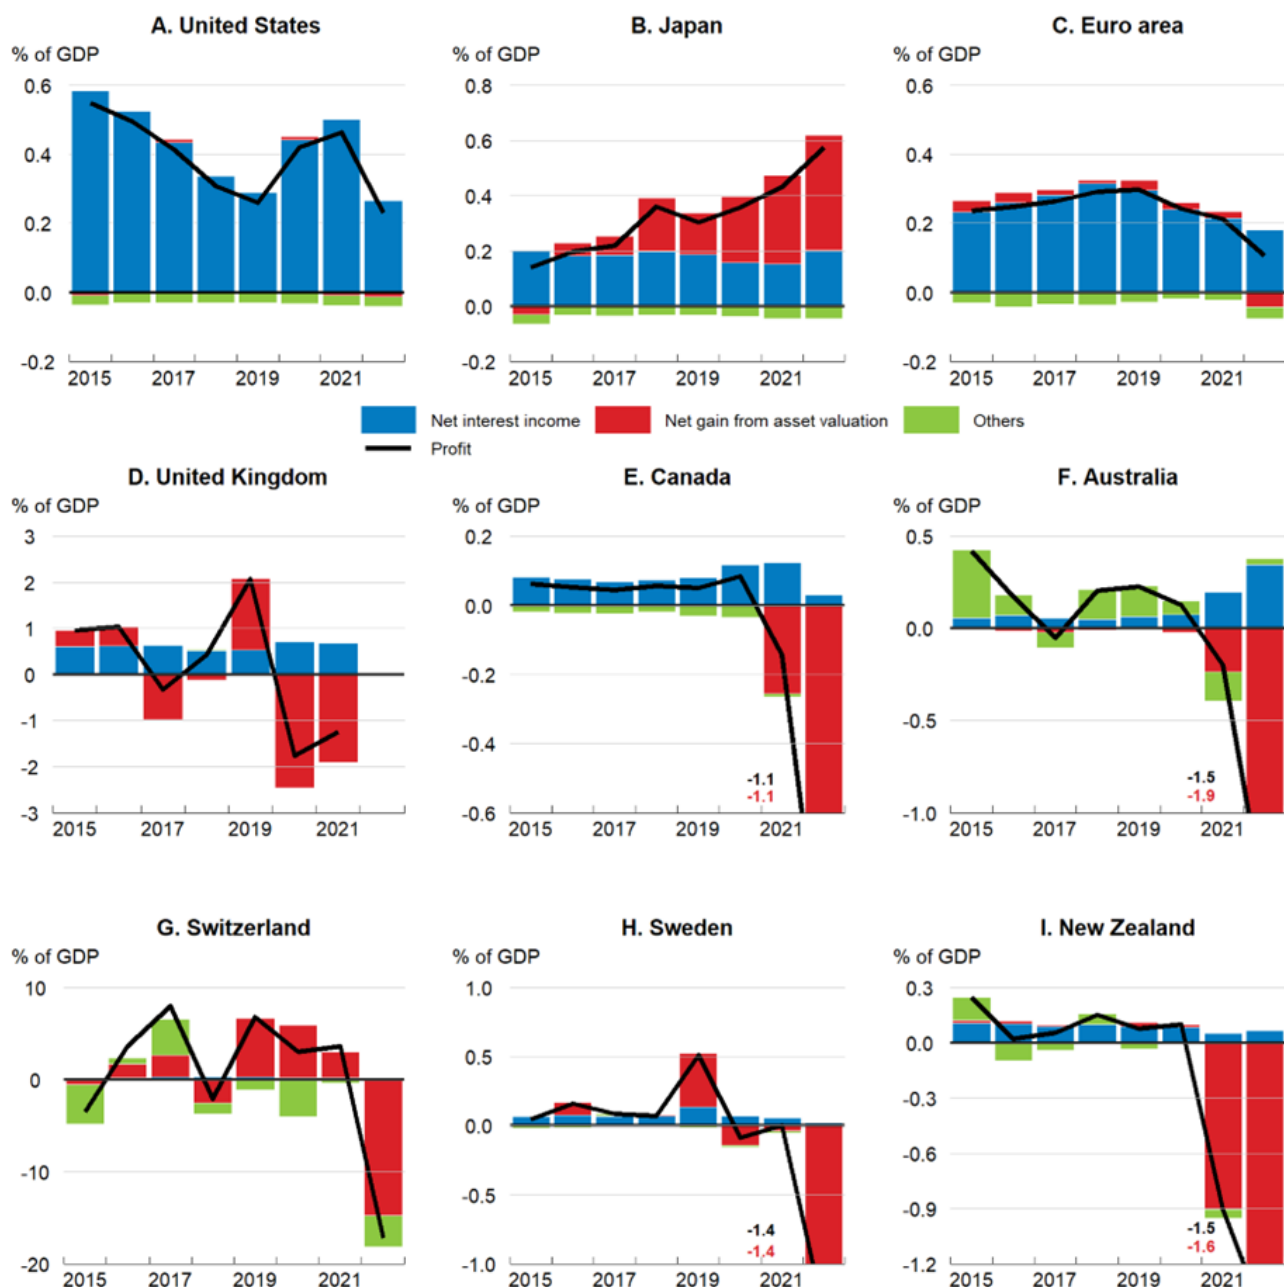 A. United States
% of GDP
0.6
0.4
0.2
0.0
-0.2
2015 2017 2019 2021
B. Japan
% of GDP
0.8
0.6
0.4
0.2
0.0
-0.2
2015 2017 2019 2021
C. Euro area
% of GDP
0.6
0.4
0.2
0.0
-0.2
2015 2017 2019 2021
Net interest income Net gain from asset valuation Others
Profit
D. United Kingdom
% of GDP
3
2
1
0
-1
-2
-3
2015 2017 2019 2021
E. Canada
% of GDP
0.2
0.0
-0.2
-0.4
-0.6
-1.1
-1.1
2015 2017 2019 2021
F. Australia
% of GDP
0.5
0.0
-0.5
-1.0
-1.5
-1.9
2015 2017 2019 2021
G. Switzerland
% of GDP
10
0
-10
-20
2015 2017 2019 2021
H. Sweden
% of GDP
1.0
0.5
0.0
-0.5
-1.0
-1.4
-1.4
2015 2017 2019 2021
I. New Zealand
% of GDP
0.3
0.0
-0.3
-0.6
-0.9
-1.2
-1.5
-1.6
2015 2017 2019 2021